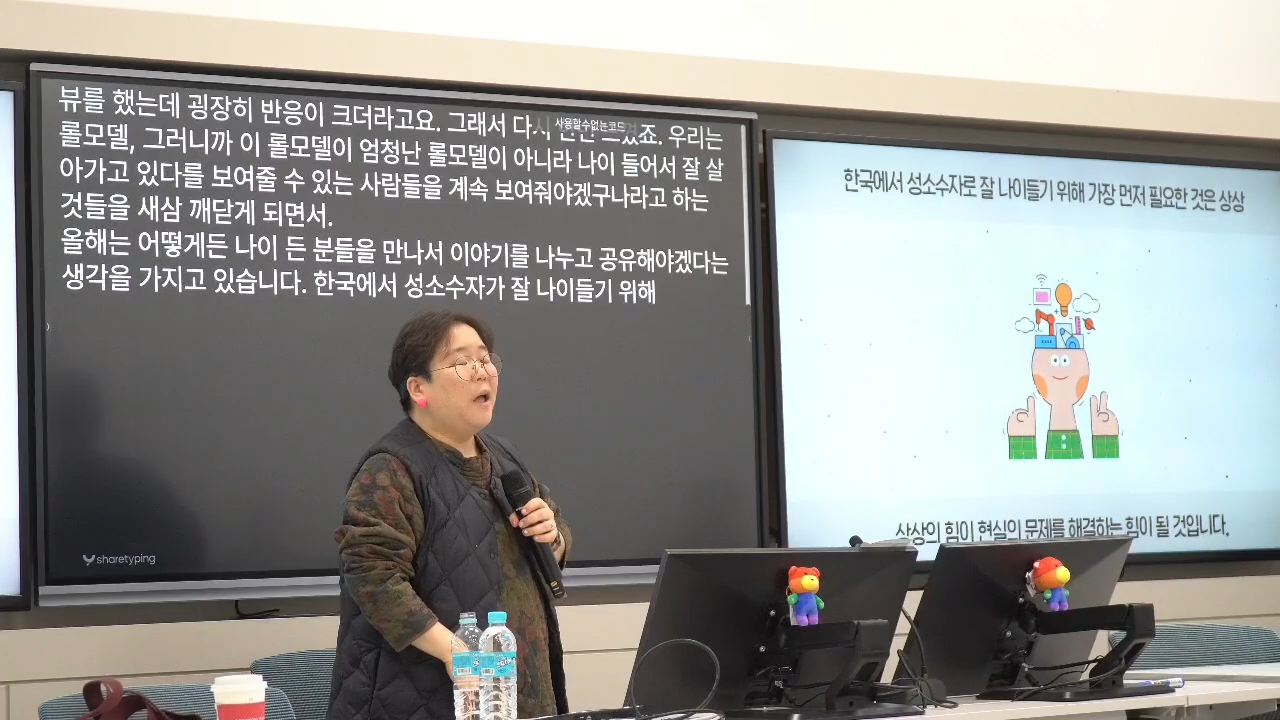 뷰를 했는데 굉장히 반응이 크더라고요. 그래서 다시 죠. 우리는
사용할수없는코드
롤모델, 그러니까 이 롤모델이 엄청난 롤모델이 아니라 나이 들어서 잘 살
아가고 있다를 보여줄 수 있는 사람들을 계속 보여줘야겠구나라고 하는
것들을 새삼 깨닫게 되면서.
올해는 어떻게든 나이 든 분들을 만나서 이야기를 나누고 공유해야겠다는
생각을 가지고 있습니다. 한국에서 성소수자가 잘 나이들기 위해
sharetyping
한국에서 성소수자로 잘 나이들기 위해 가장 먼저 필요한 것은 상상
상상의 힘이 현실의 문제를 해결하는 힘이 될 것입니다.